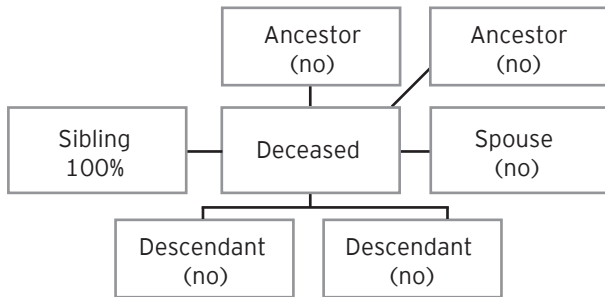 Ancestor
(no)
Ancestor
(no)
Sibling
100%
Deceased
Spouse
(no)
Descendant
(no)
Descendant
(no)